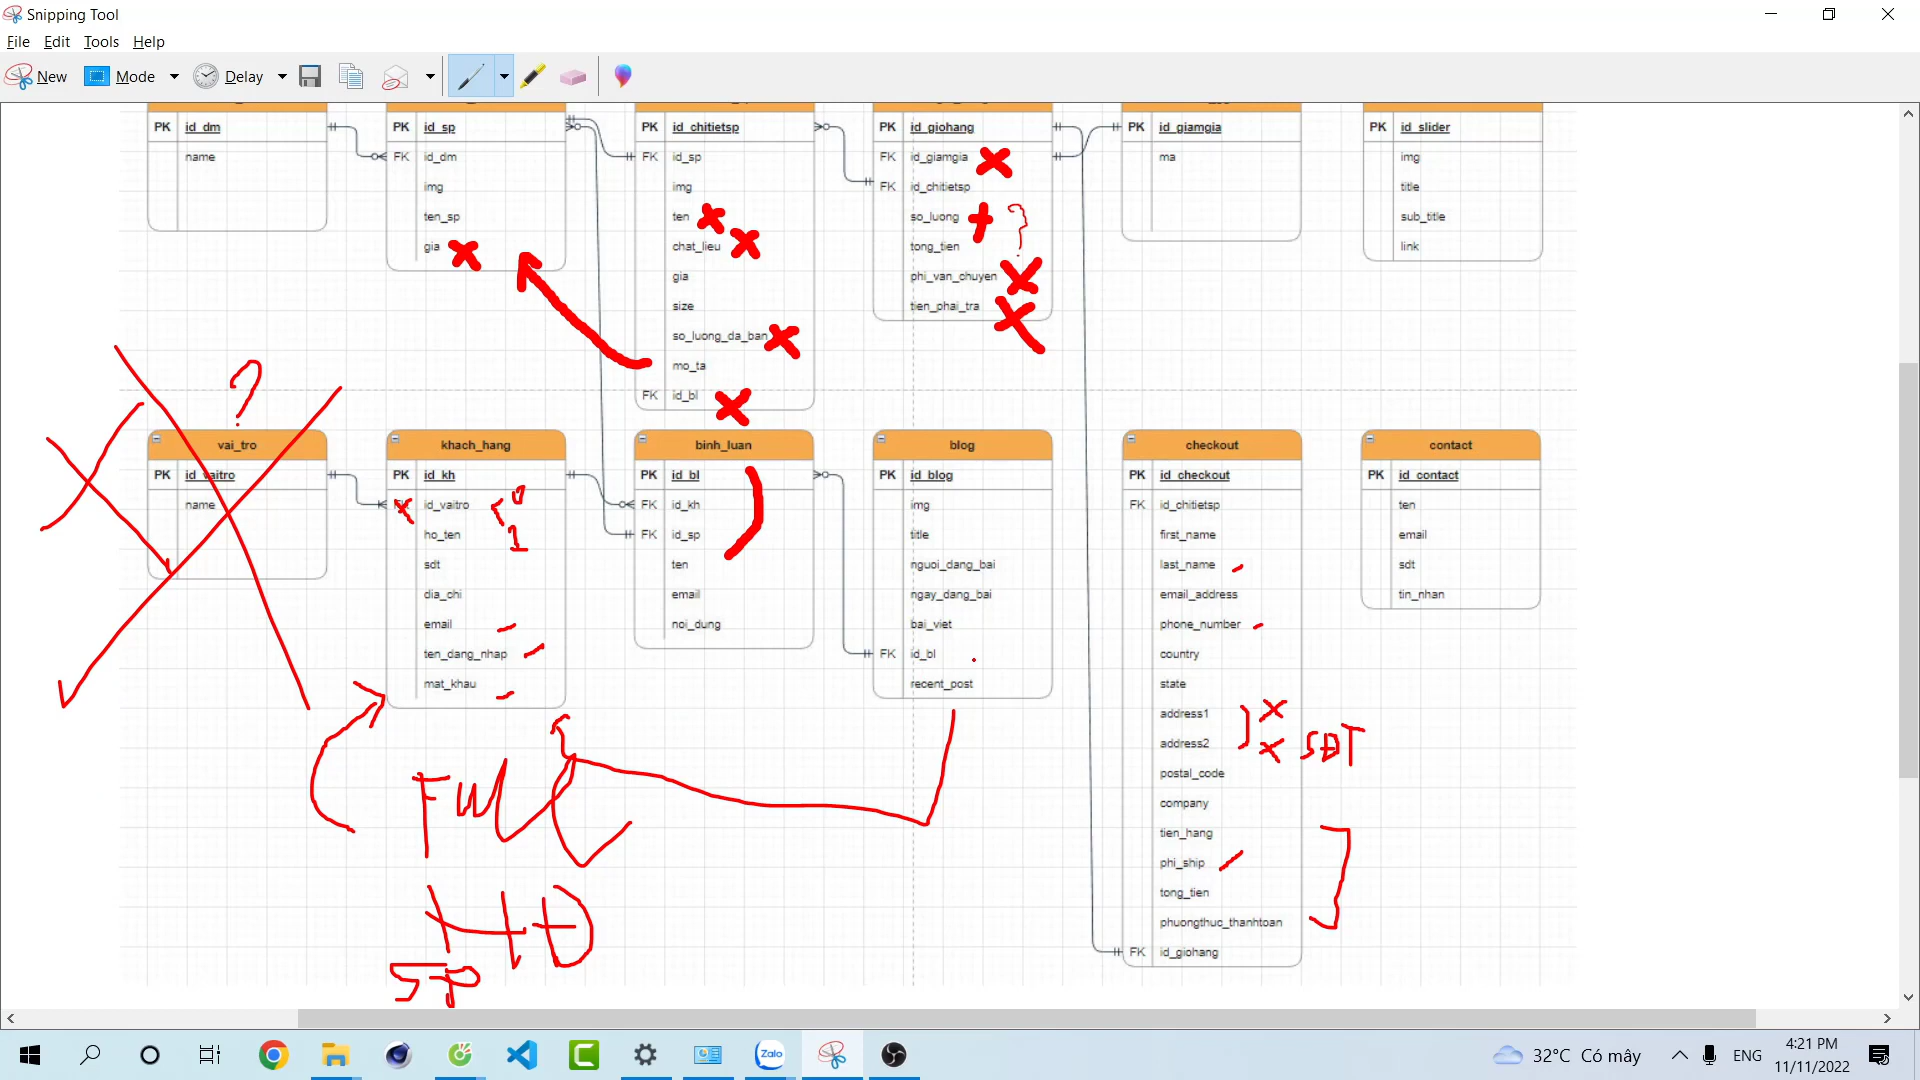 Snipping Tool
File Edit Tools Help
New Mode Delay
PK id_dm
name
PK id_sp
FK id_dm
img
ten_sp
gia
PK id_chitietsp
FK id_sp
img
ten
chat_lieu
gia
size
so_luong_da_ban
mo_ta
FK id_bl
PK id_giohang
FK id_giamgia
FK id_chitietsp
so_luong
?
tong_tien
phi_van_chuyen
tien_phai_tra
PK id_giamgia
ma
PK id_slider
img
title
sub_title
link
?
vai_tro
PK id_vaitro
name
khach_hang
PK id_kh
FK id_vaitro
0
1
ho_ten
sdt
dia_chi
email
ten_dang_nhap
mat_khau
binh_luan
PK id_bl
FK id_kh
FK id_sp
ten
email
noi_dung
blog
PK id_blog
img
title
nguoi_dang_bai
ngay_dang_bai
bai_viet
FK id_bl
recent_post
checkout
PK id_checkout
FK id_chitietsp
first_name
last_name
email_address
phone_number
country
state
address1
address2
SĐT
postal_code
company
tien_hang
phi_ship
tong_tien
phuongthuc_thanhtoan
FK id_giohang
contact
PK id_contact
ten
email
sdt
tin_nhan
HĐ
SP
Zalo
32°C Có mây
ENG
4:21 PM
11/11/2022